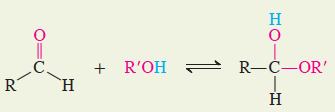 O
C
R H + R'OH ⇌ H
O
R—C—OR'
H